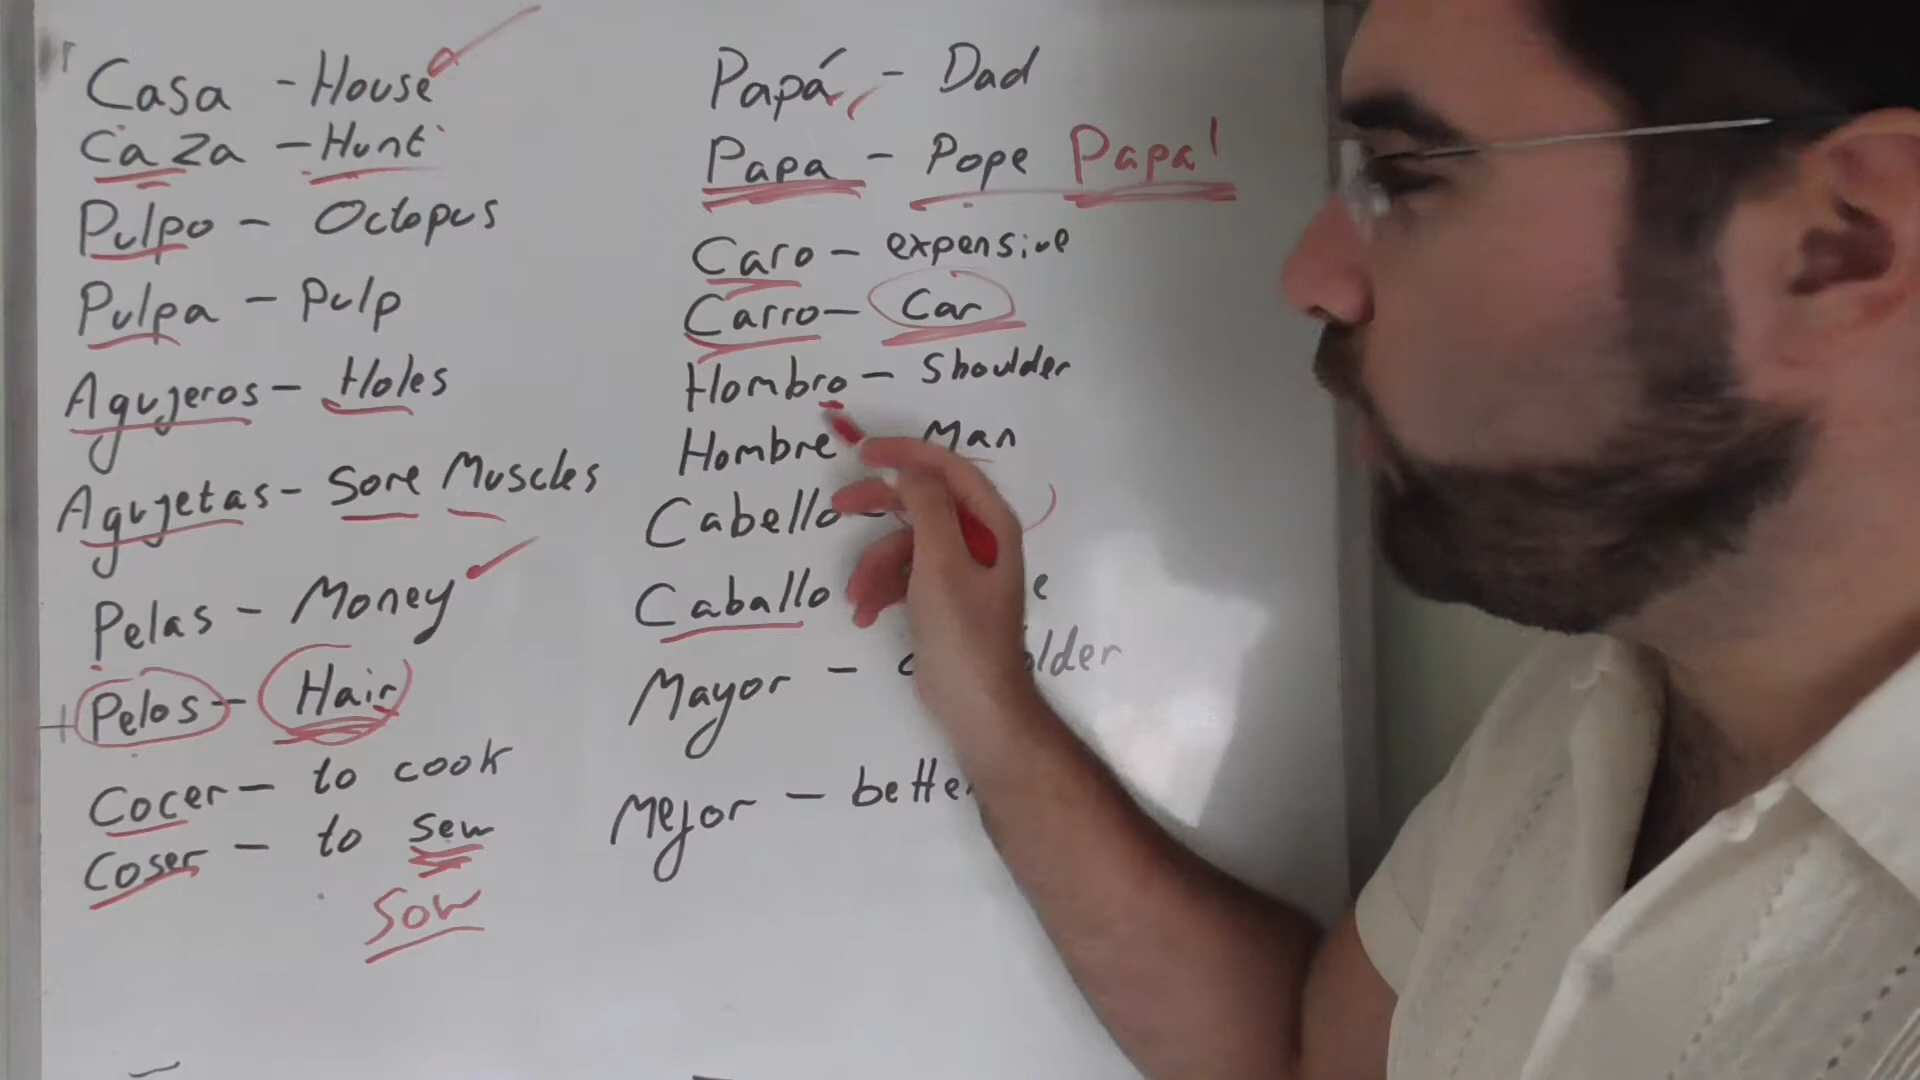 Casa - House
Caza - Hunt
Pulpo - Octopus
Pulpa - Pulp
Agujeros - Holes
Agujetas - Sore Muscles
Pelas - Money
Pelos - Hair
Cocer - to cook
Coser - to sew
Sow
Papá - Dad
Papa - Pope Papa!
Caro - expensive
Carro - Car
Hombro - Shoulder
Hombre Man
Cabello -
Caballo
Mayor -
Mejor - better